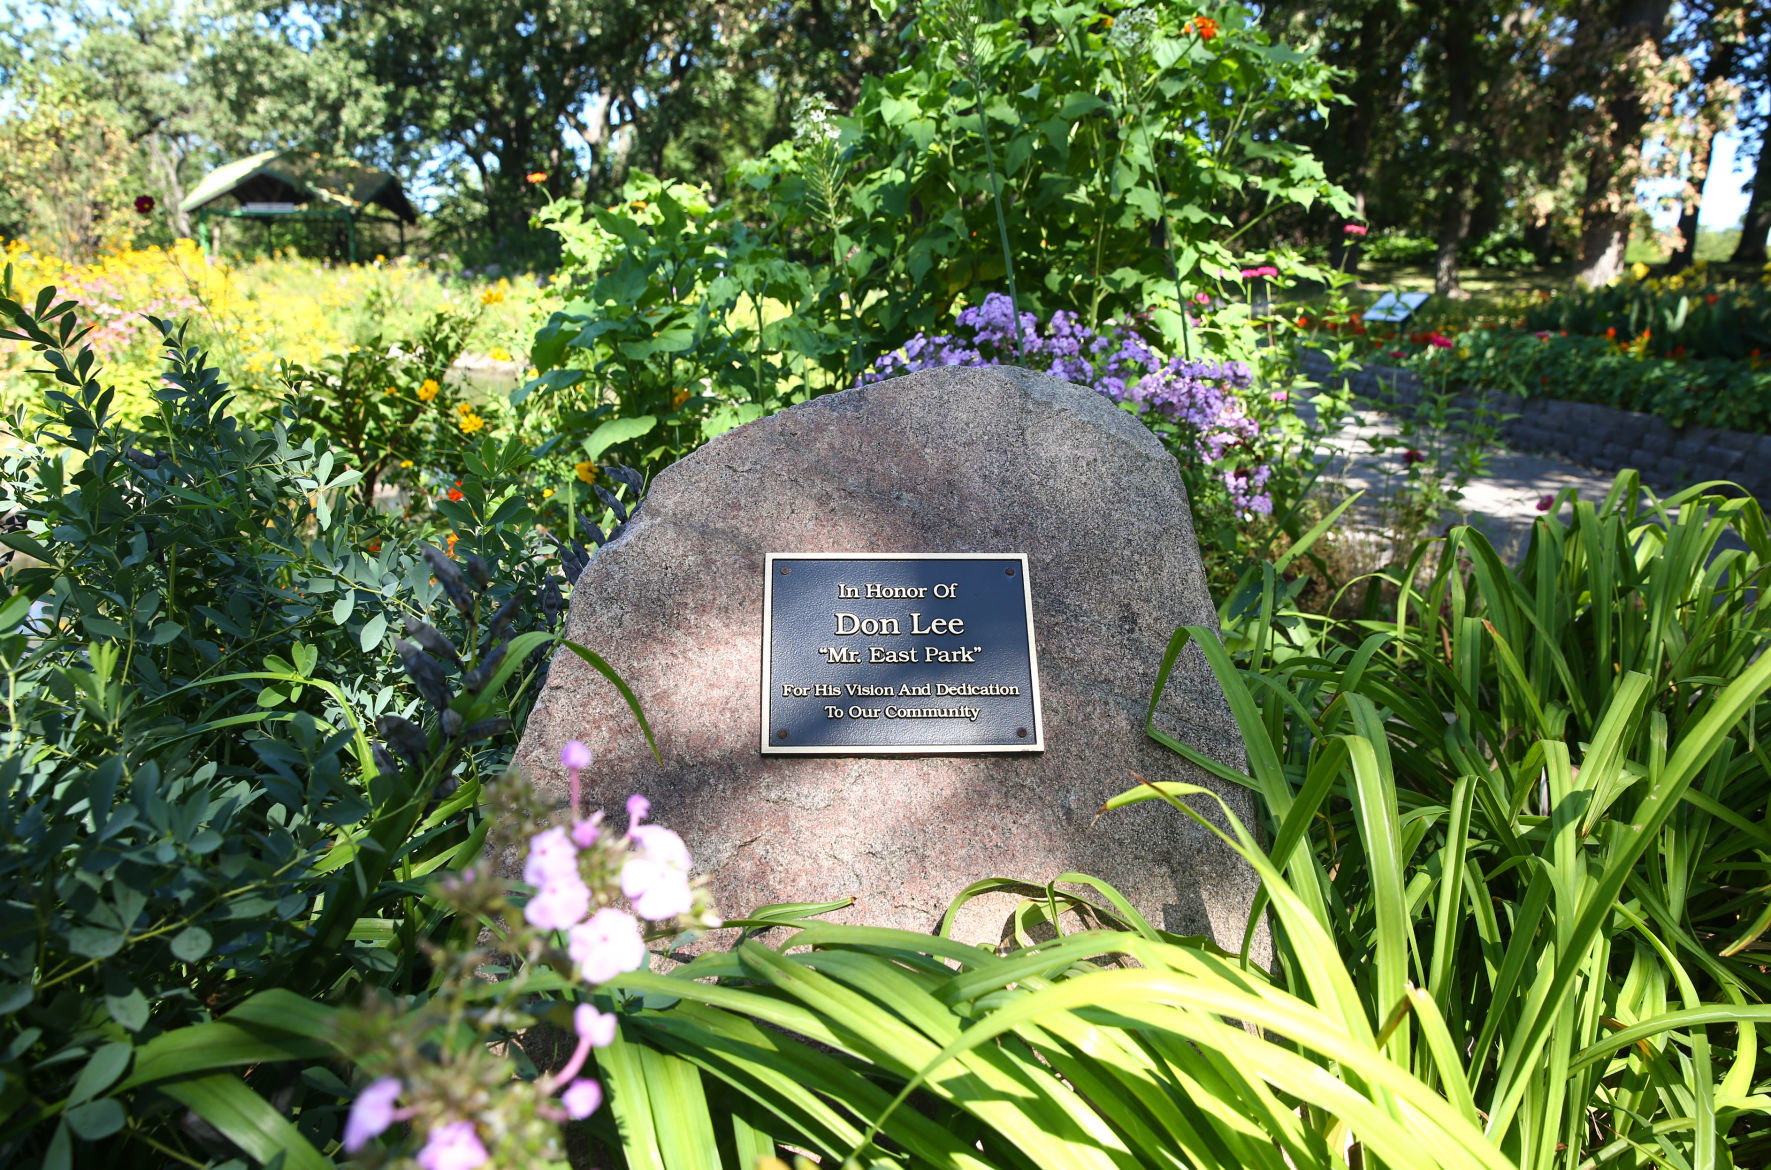 In Honor Of
Don Lee
“Mr. East Park”
For His Vision And Dedication
To Our Community